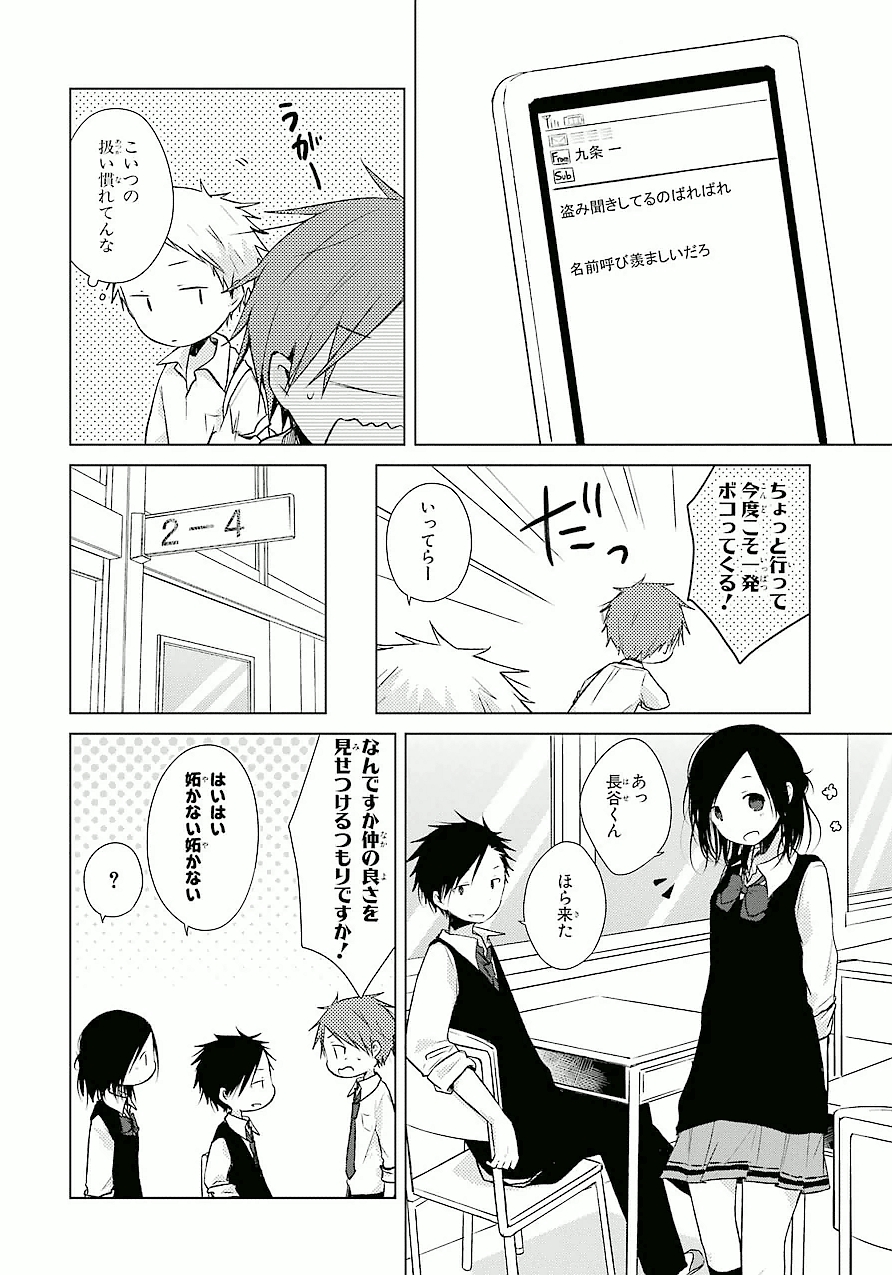 From 九条 一
Sub
盗み聞きしてるのばればれ
名前呼び羨ましいだろ
うがー
こいつの
扱い慣れてんな
ちょっと行って
今度こそ一発
ボコってくる!
だっ
いってらー
2-4
あっ
長谷くん
ほら来た
なんですか仲の良さを
見せつけるつもりですか!
はいはい
妬かない妬かない
?